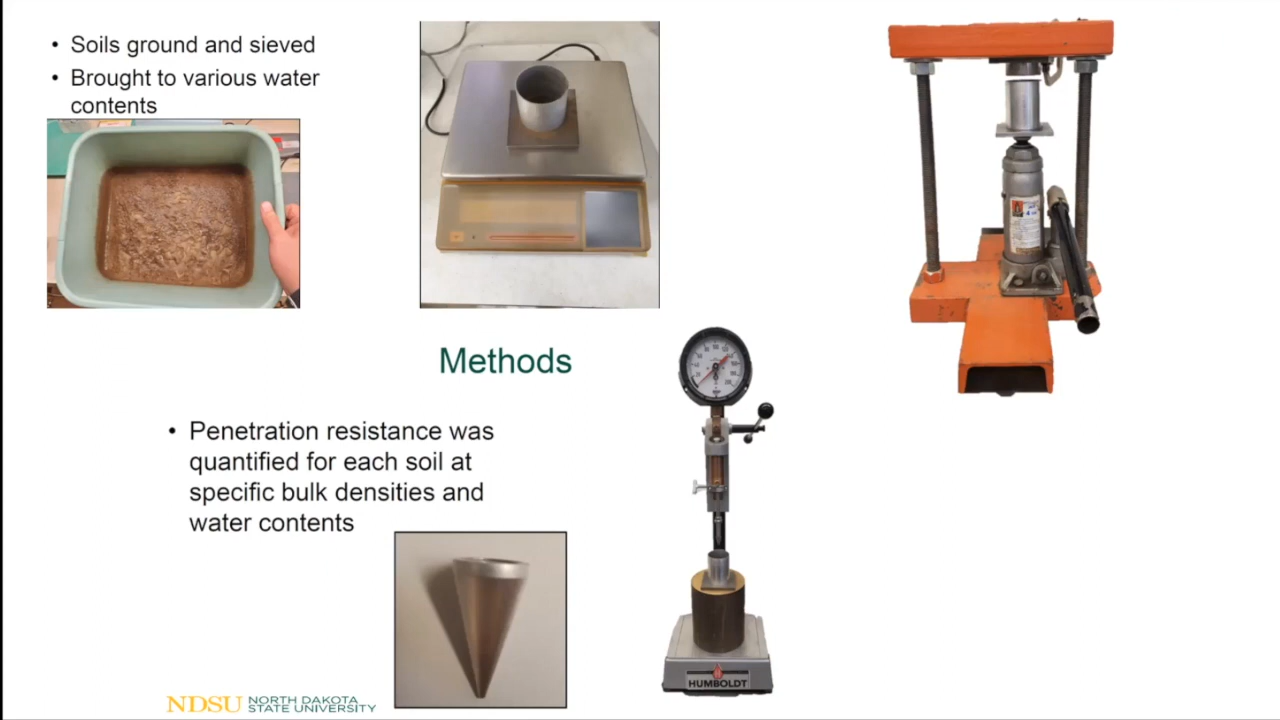 • Soils ground and sieved
• Brought to various water
contents
Methods
• Penetration resistance was
quantified for each soil at
specific bulk densities and
water contents
HUMBOLDT
NDSU NORTH DAKOTA
STATE UNIVERSITY